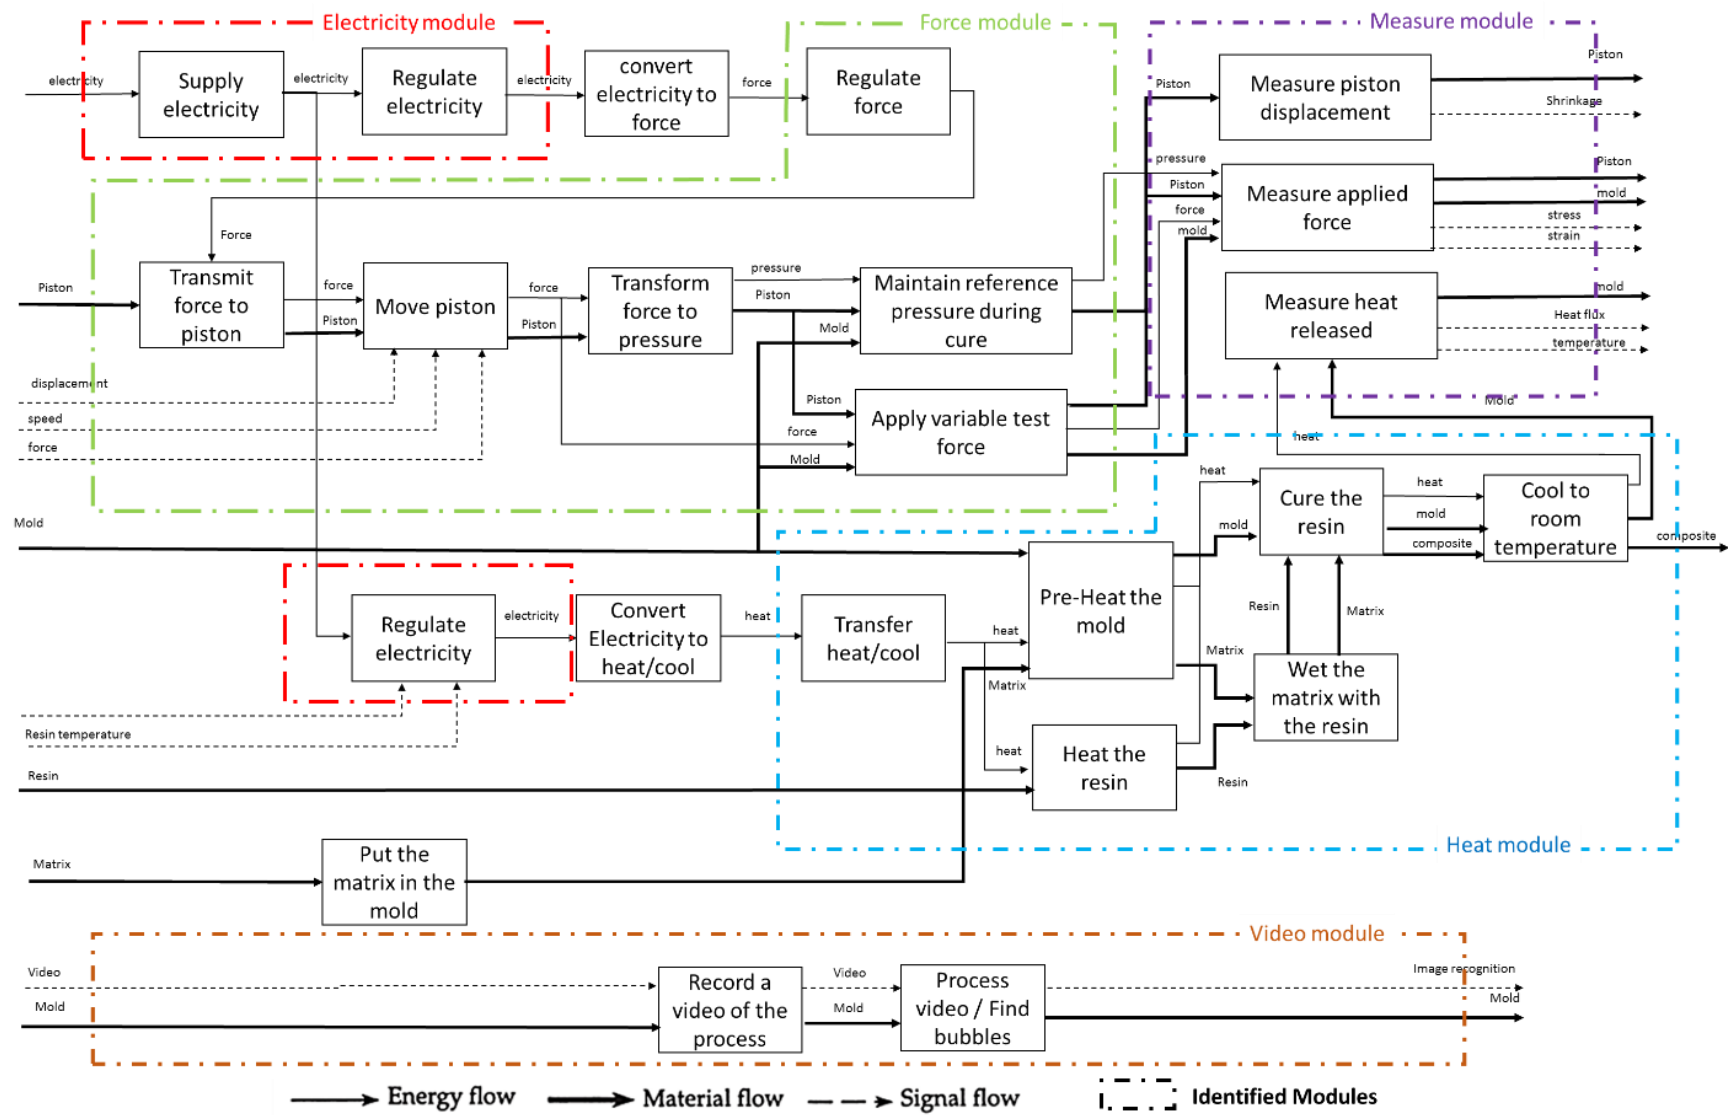 Electricity module
Force module
Measure module
electricity
Supply
electricity
electricity
Regulate
electricity
electricity
convert
electricity to
force
force
Regulate
force
Piston
Measure piston
displacement
Piston
Shrinkage
pressure
Piston
force
mold
Measure applied
force
Piston
mold
stress
strain
Force
Piston
Transmit
force to
piston
force
Piston
Move piston
force
Piston
Transform
force to
pressure
pressure
Piston
Mold
Maintain reference
pressure during
cure
Measure heat
released
mold
Heat flux
temperature
displacement
speed
force
Piston
force
Mold
Apply variable test
force
Mold
heat
Mold
heat
mold
Cure the
resin
heat
mold
composite
Cool to
room
temperature
composite
Pre-Heat the
mold
Regulate
electricity
electricity
Convert
Electricity to
heat/cool
heat
Transfer
heat/cool
heat
Matrix
Resin
Matrix
Matrix
Wet the
matrix with
the resin
Resin temperature
heat
Heat the
resin
Resin
Resin
Heat module
Matrix
Put the
matrix in the
mold
Video module
Video
Mold
Record a
video of the
process
Video
Mold
Process
video / Find
bubbles
Image recognition
Mold
Energy flow
Material flow
Signal flow
Identified Modules